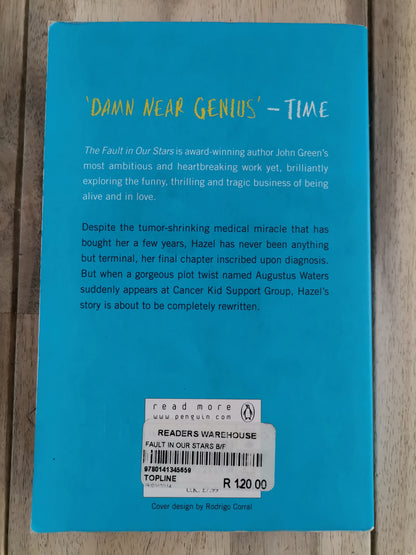 'DAMN NEAR GENIUS' – TIME
The Fault in Our Stars is award-winning author John Green's
most ambitious and heartbreaking work yet, brilliantly
exploring the funny, thrilling and tragic business of being
alive and in love.
Despite the tumor-shrinking medical miracle that has
bought her a few years, Hazel has never been anything
but terminal, her final chapter inscribed upon diagnosis.
But when a gorgeous plot twist named Augustus Waters
suddenly appears at Cancer Kid Support Group, Hazel's
story is about to be completely rewritten.
read more
www.penguin.com
READERS WAREHOUSE
FAULT IN OUR STARS B/F
9780141345659
TOPLINE
R 120.00
Cover design by Rodrigo Corral